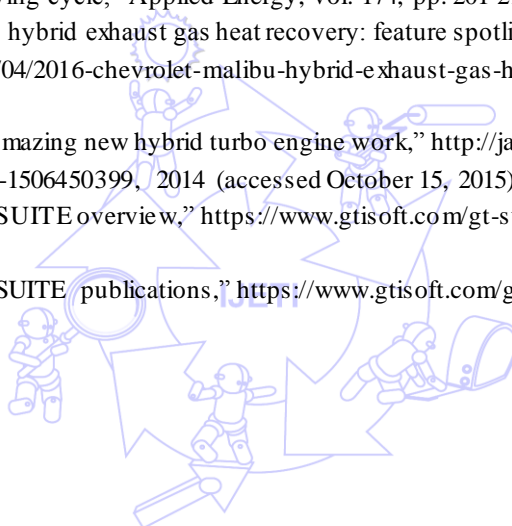 ving cycle,” Applied Energy, vol. 174, pp. 201-2
hybrid exhaust gas heat recovery: feature spotli
/04/2016-chevrolet-malibu-hybrid-exhaust-gas-h
mazing new hybrid turbo engine work,” http://ja
-1506450399, 2014 (accessed October 15, 2015)
SUITE overview,” https://www.gtisoft.com/gt-s
SUITE publications,” https://www.gtisoft.com/g
IJETI